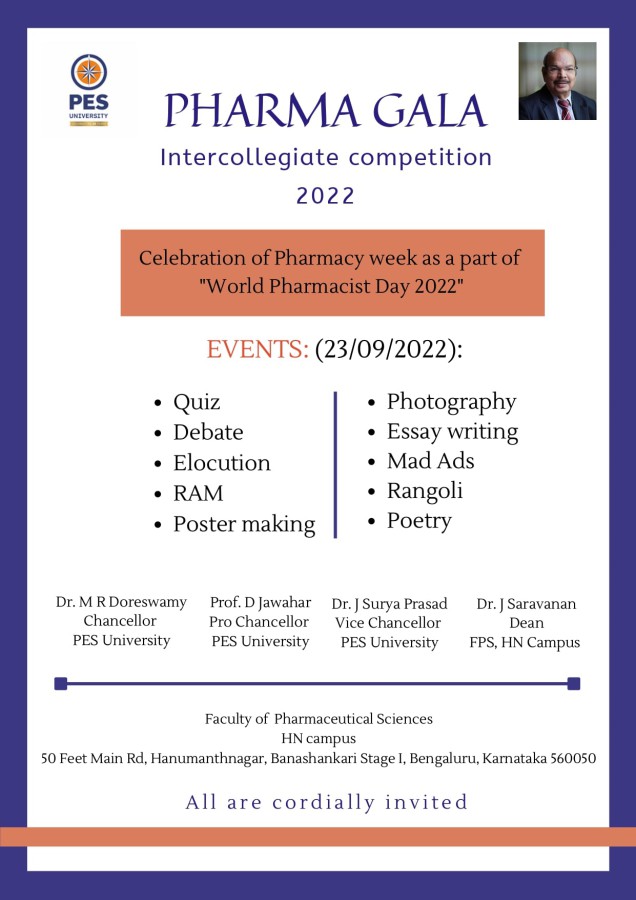 PES
UNIVERSITY
PHARMA GALA
Intercollegiate competition
2022
Celebration of Pharmacy week as a part of
"World Pharmacist Day 2022"
EVENTS: (23/09/2022):
• Quiz
• Debate
• Elocution
• RAM
• Poster making
• Photography
• Essay writing
• Mad Ads
• Rangoli
• Poetry
Dr. M R Doreswamy
Chancellor
PES University
Prof. D Jawahar
Pro Chancellor
PES University
Dr. J Surya Prasad
Vice Chancellor
PES University
Dr. J Saravanan
Dean
FPS, HN Campus
Faculty of Pharmaceutical Sciences
HN campus
50 Feet Main Rd, Hanumanthnagar, Banashankari Stage I, Bengaluru, Karnataka 560050
All are cordially invited